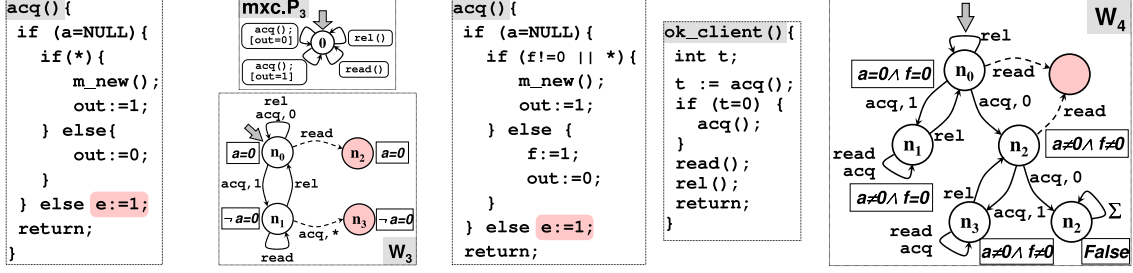 acq(){
if (a=NULL){
if(*){
m_new();
out:=1;
} else{
out:=0;
}
} else e:=1;
return;
}
mxc.P3
acq();
[out=0]
0
rel()
acq();
[out=1]
read()
rel
acq,0
read
a=0
n0
n2
a=0
acq,1
rel
¬a=0
n1
n3
¬a=0
acq,*
read
W3
acq(){
if (a=NULL){
if (f!=0 || *){
m_new();
out:=1;
} else {
f:=1;
out:=0;
}
} else e:=1;
return;
ok_client(){
int t;
t := acq();
if (t=0) {
acq();
}
read();
rel();
return;
}
W4
rel
a=0∧ f=0
n0
read
acq,1
acq,0
read
rel
n1
n2
a≠0∧ f≠0
read
acq
a≠0∧ f=0
rel
acq,0
acq,1
n3
n2
Σ
read
acq
a≠0∧ f≠0
False